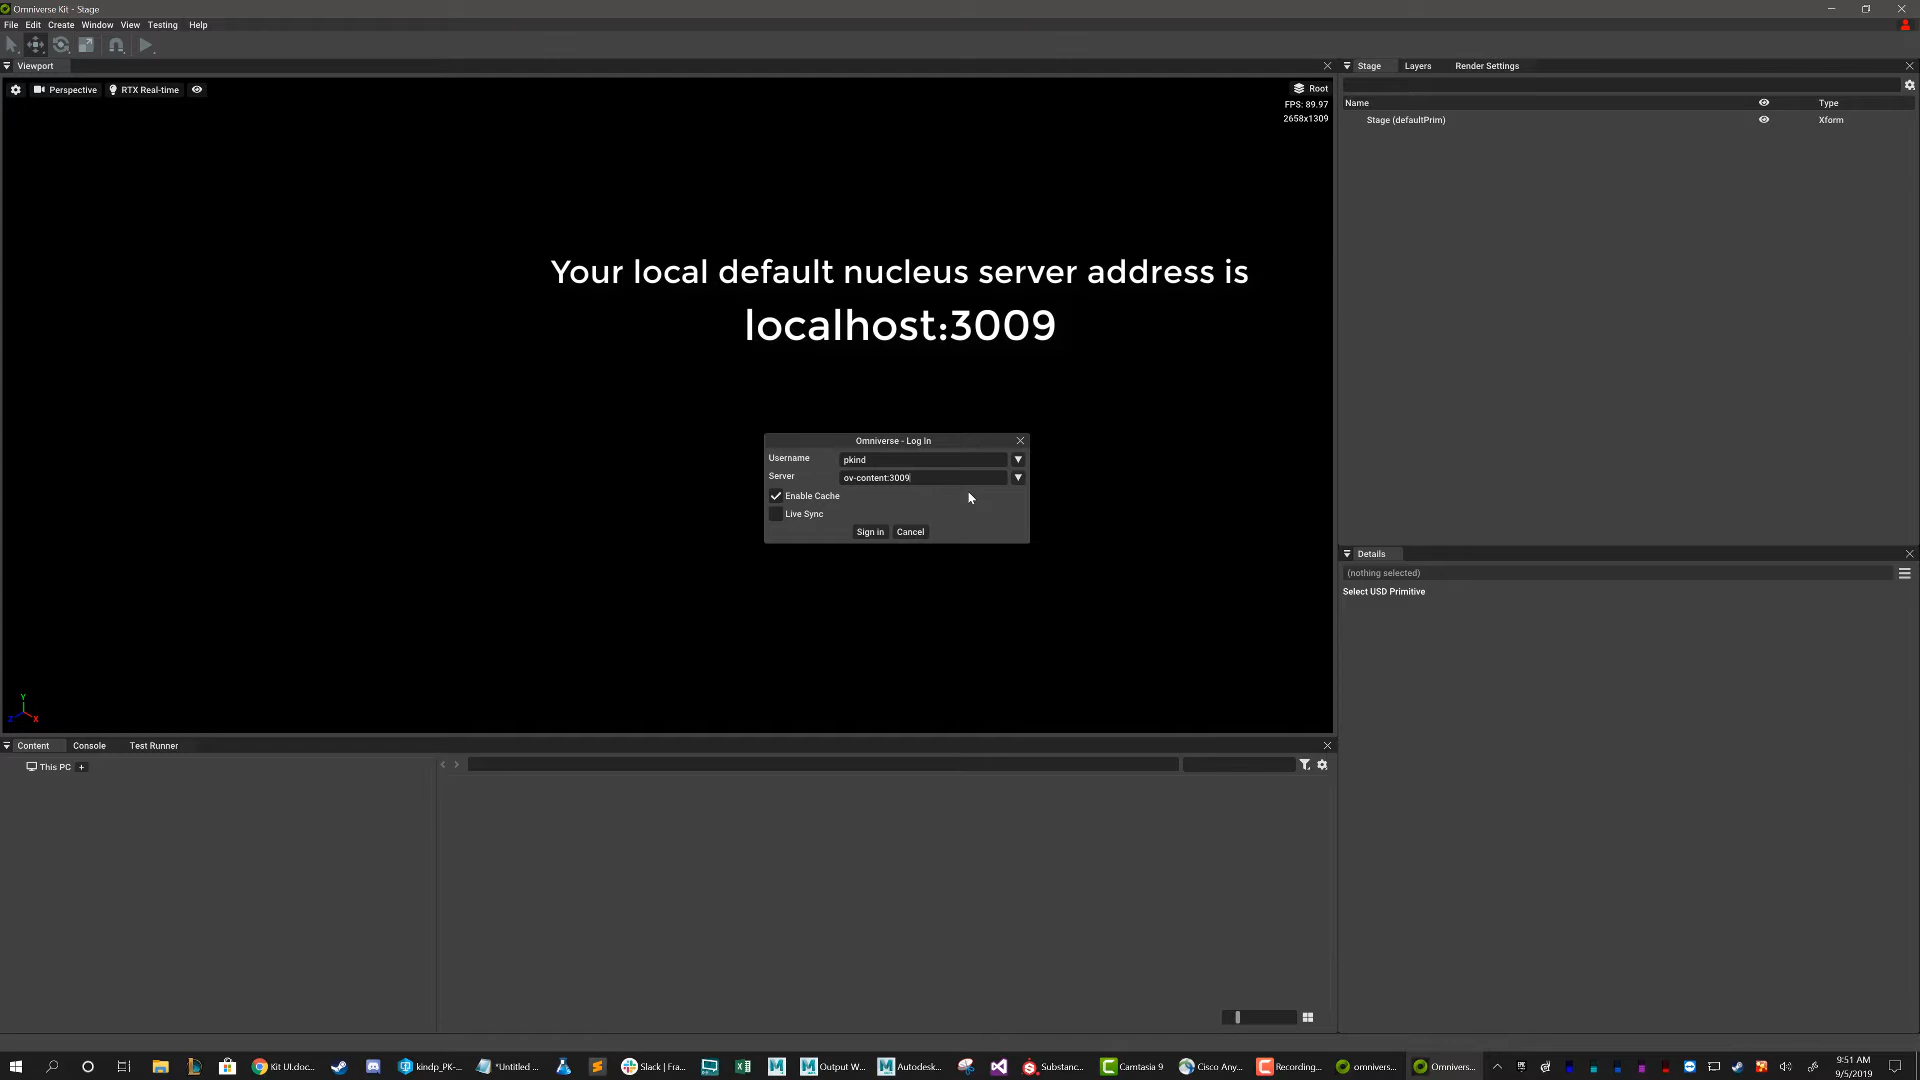 Omniverse Kit - Stage
File Edit Create Window View Testing Help
Viewport
Stage Layers Render Settings
Perspective RTX Real-time
Root
FPS: 89.97
2658x1309
Name Type
Stage (defaultPrim) Xform
Your local default nucleus server address is
localhost:3009
Omniverse - Log In
Username pkind
Server ov-content:3009
Enable Cache
Live Sync
Sign in Cancel
Details
(nothing selected)
Select USD Primitive
Y
Z X
Content Console Test Runner
This PC +
Kit UI.doc... kindp_PK-... *Untitled ... Slack | Fra... Output W... Autodesk... Substanc... Camtasia 9 Cisco Any... Recording... omnivers... Omnivers...
9:51 AM
9/5/2019